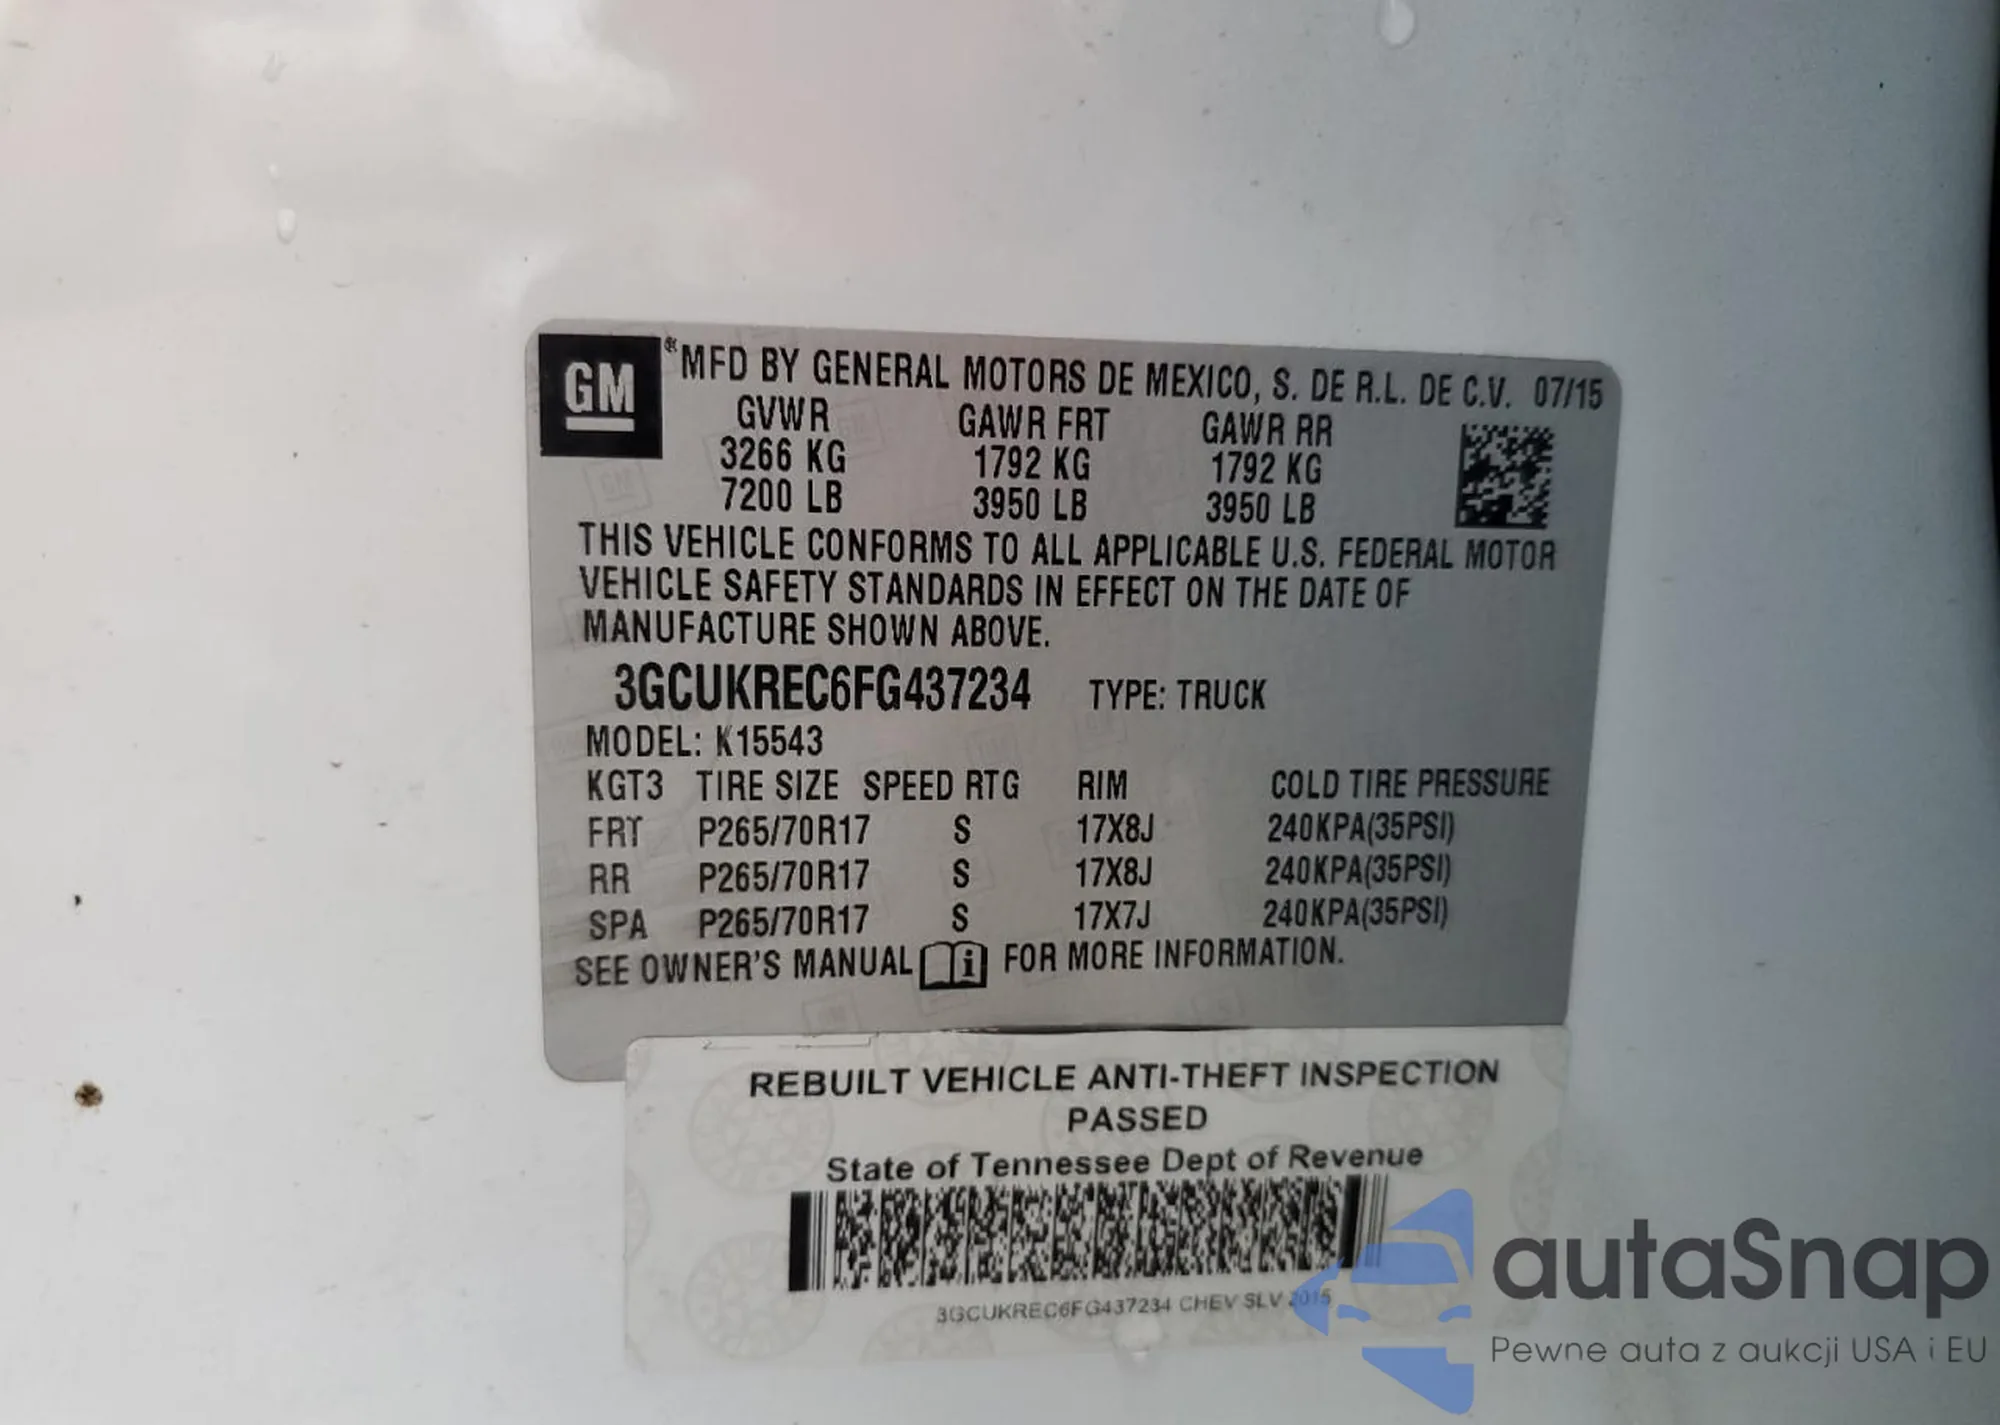 GM ® MFD BY GENERAL MOTORS DE MEXICO, S. DE R.L. DE C.V. 07/15
GVWR GAWR FRT GAWR RR
3266 KG 1792 KG 1792 KG
7200 LB 3950 LB 3950 LB
THIS VEHICLE CONFORMS TO ALL APPLICABLE U.S. FEDERAL MOTOR
VEHICLE SAFETY STANDARDS IN EFFECT ON THE DATE OF
MANUFACTURE SHOWN ABOVE.
3GCUKREC6FG437234 TYPE: TRUCK
MODEL: K15543
KGT3 TIRE SIZE SPEED RTG RIM COLD TIRE PRESSURE
FRT P265/70R17 S 17X8J 240KPA(35PSI)
RR P265/70R17 S 17X8J 240KPA(35PSI)
SPA P265/70R17 S 17X7J 240KPA(35PSI)
SEE OWNER'S MANUAL i FOR MORE INFORMATION.
REBUILT VEHICLE ANTI-THEFT INSPECTION
PASSED
State of Tennessee Dept of Revenue
3GCUKREC6FG437234 CHEV SLV 2015
autaSnap
Pewne auta z aukcji USA i EU